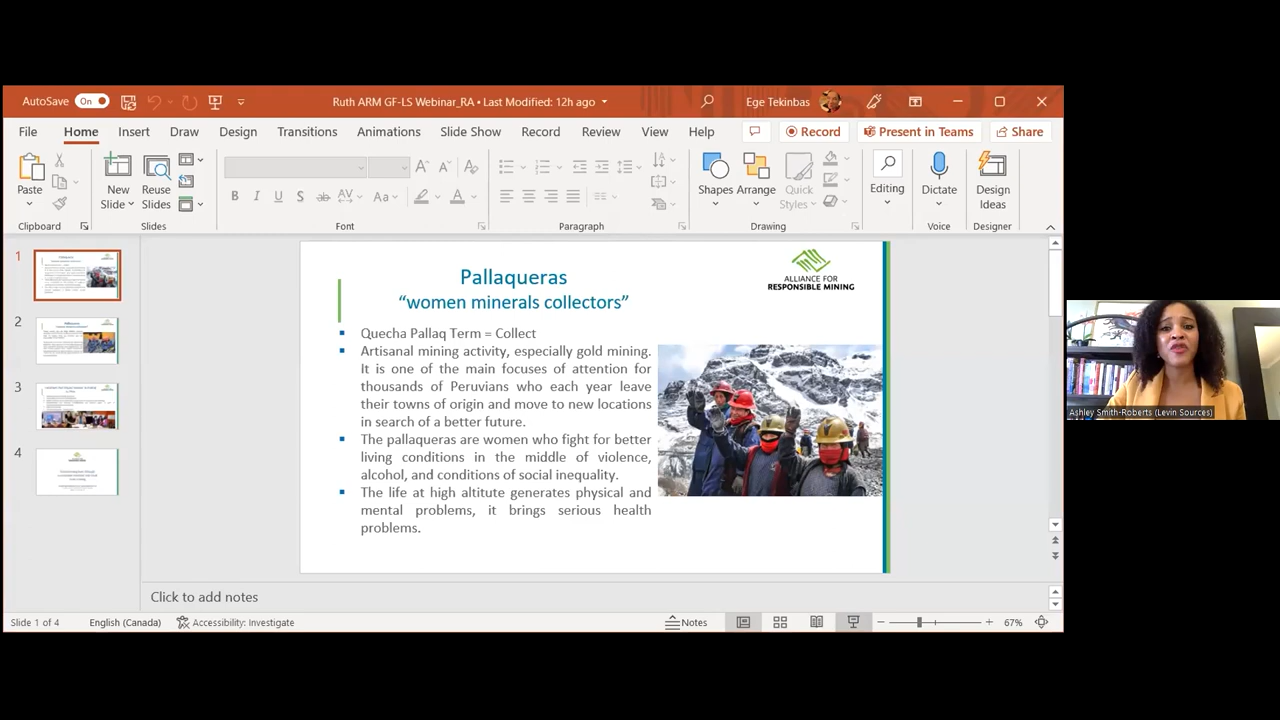 AutoSave On
Ruth ARM GF-LS Webinar_RA • Last Modified: 12h ago
Ege Tekinbas
File Home Insert Draw Design Transitions Animations Slide Show Record Review View Help
Record
Present in Teams
Share
Paste
New Slide
Reuse Slides
B I U S ab AV Aa A
Shapes
Arrange
Quick Styles
Editing
Dictate
Design Ideas
Clipboard
Slides
Font
Paragraph
Drawing
Voice
Designer
1
2
3
4
Pallaqueras
“women minerals collectors”
ALLIANCE FOR
RESPONSIBLE MINING
Quecha Pallaq Term = Collect
Artisanal mining activity, especially gold mining.
It is one of the main focuses of attention for
thousands of Peruvians who each year leave
their towns of origin and move to new locations
in search of a better future.
The pallaqueras are women who fight for better
living conditions in the middle of violence,
alcohol, and conditions of social inequality.
The life at high altitute generates physical and
mental problems, it brings serious health
problems.
Ashley Smith-Roberts (Levin Sources)
Click to add notes
Slide 1 of 4
English (Canada)
Accessibility: Investigate
Notes
67%